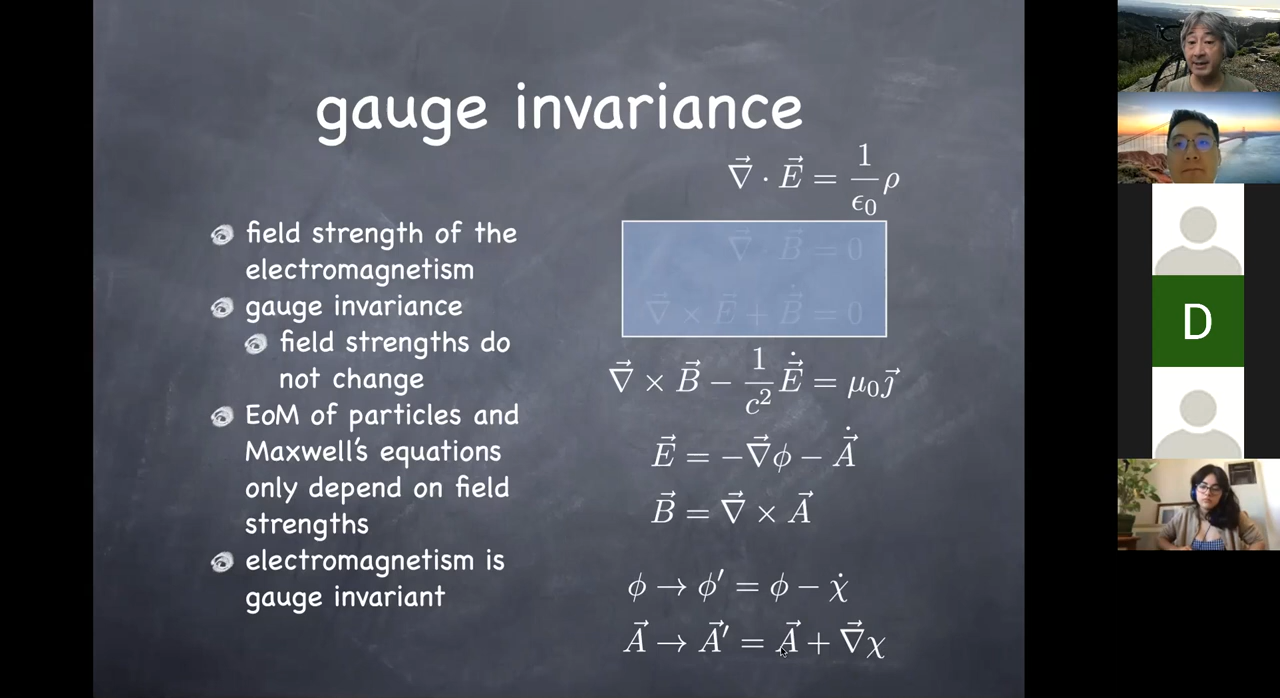 gauge invariance
field strength of the
electromagnetism
gauge invariance
field strengths do
not change
EoM of particles and
Maxwell's equations
only depend on field
strengths
electromagnetism is
gauge invariant
∇⃗ · E⃗ = 1/ϵ₀ ρ
∇⃗ · B⃗ = 0
∇⃗ × E⃗ + Ḃ⃗ = 0
∇⃗ × B⃗ − 1/c² Ė⃗ = μ₀ȷ⃗
E⃗ = −∇⃗ϕ − Ȧ⃗
B⃗ = ∇⃗ × A⃗
ϕ → ϕ′ = ϕ − χ̇
A⃗ → A⃗′ = A⃗ + ∇⃗χ
D